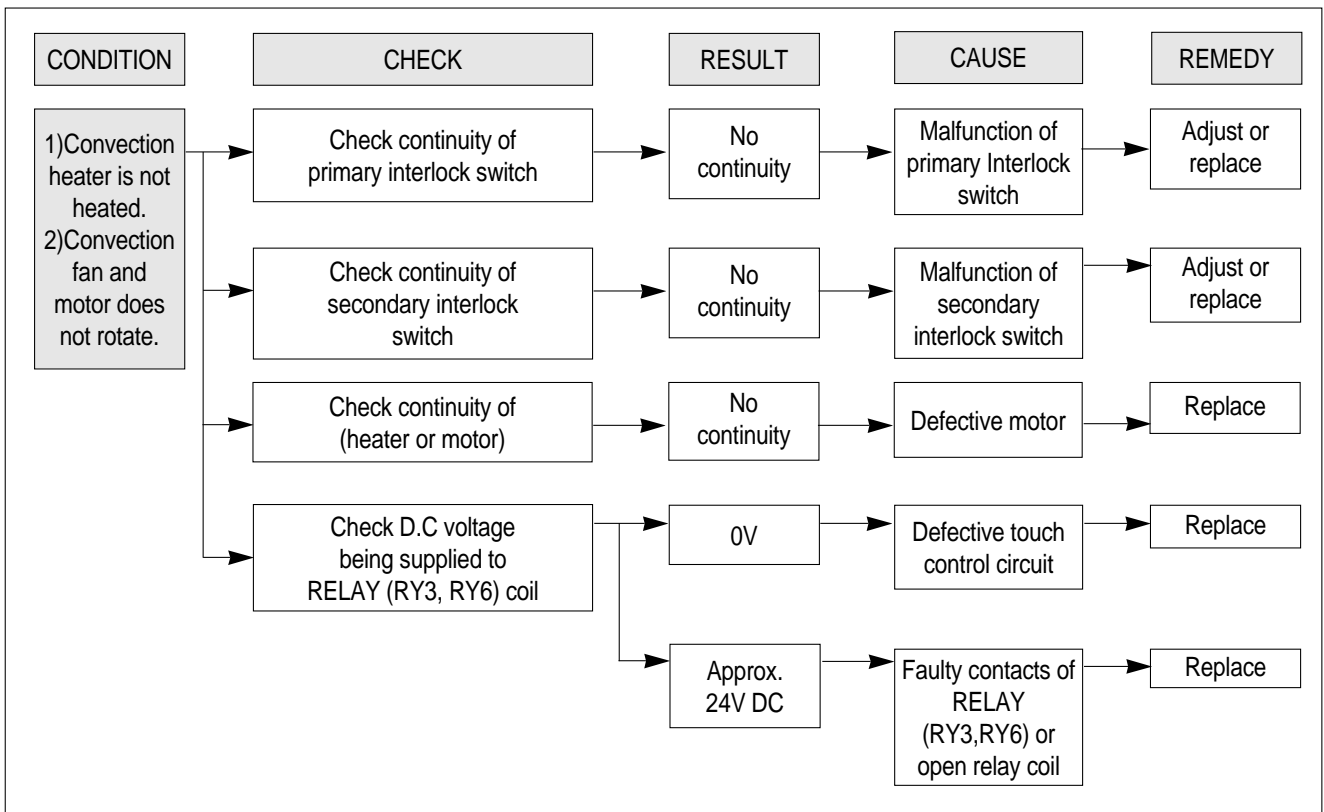 CONDITION
CHECK
RESULT
CAUSE
REMEDY
1)Convection
heater is not
heated.
2)Convection
fan and
motor does
not rotate.
Check continuity of
primary interlock switch
No
continuity
Malfunction of
primary Interlock
switch
Adjust or
replace
Check continuity of
secondary interlock
switch
No
continuity
Malfunction of
secondary
interlock switch
Adjust or
replace
Check continuity of
(heater or motor)
No
continuity
Defective motor
Replace
Check D.C voltage
being supplied to
RELAY (RY3, RY6) coil
0V
Defective touch
control circuit
Replace
Approx.
24V DC
Faulty contacts of
RELAY
(RY3,RY6) or
open relay coil
Replace